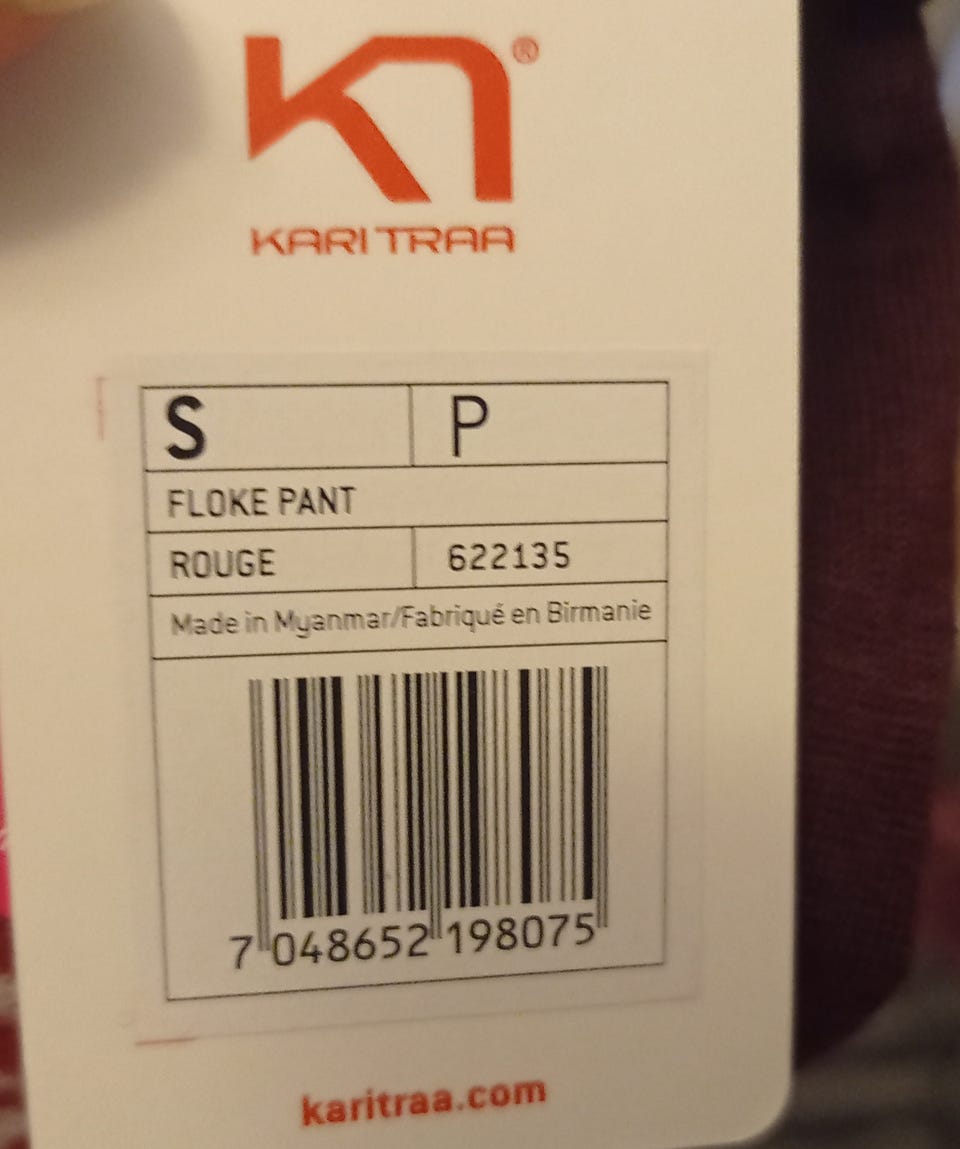 ®
KARI TRAA
S P
FLOKE PANT
ROUGE 622135
Made in Myanmar/Fabriqué en Birmanie
7 048652 198075
karitraa.com